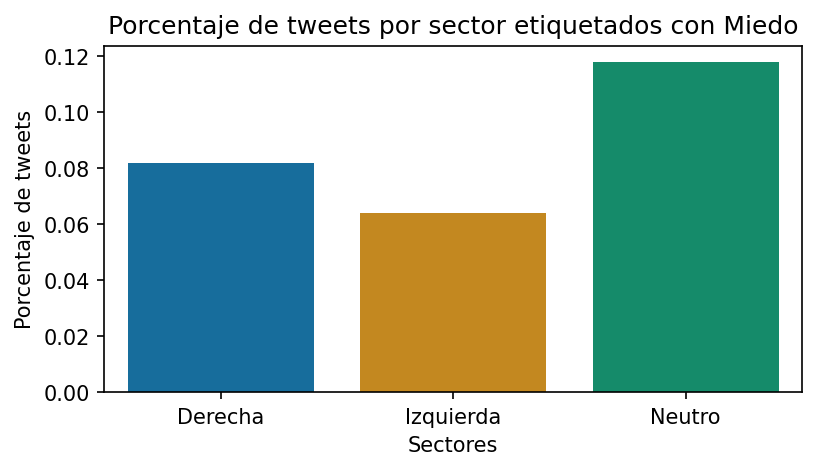 Porcentaje de tweets por sector etiquetados con Miedo
Porcentaje de tweets
0.12
0.10
0.08
0.06
0.04
0.02
0.00
Derecha
Izquierda
Neutro
Sectores